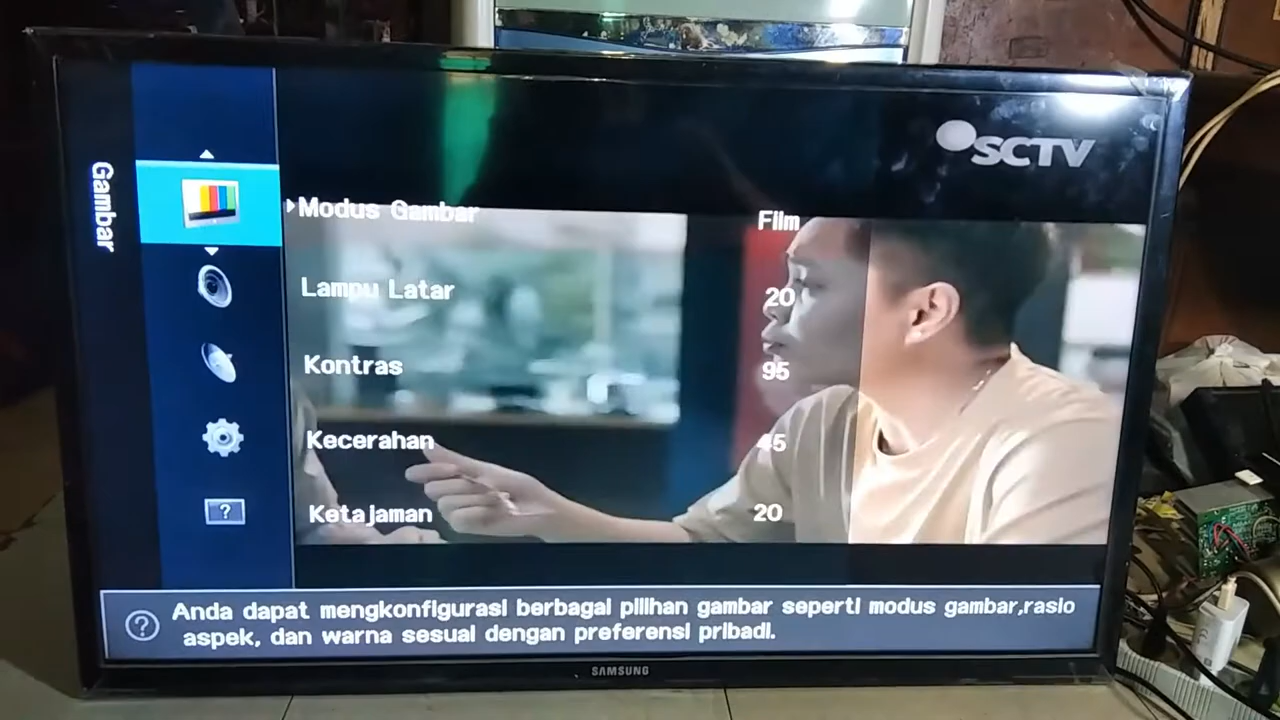 SCTV
Gambar
Modus Gambar Film
Lampu Latar 20
Kontras 95
Kecerahan 45
Ketajaman 20
? 
Anda dapat mengkonfigurasi berbagai pilihan gambar seperti modus gambar,rasio
aspek, dan warna sesuai dengan preferensi pribadi.
SAMSUNG